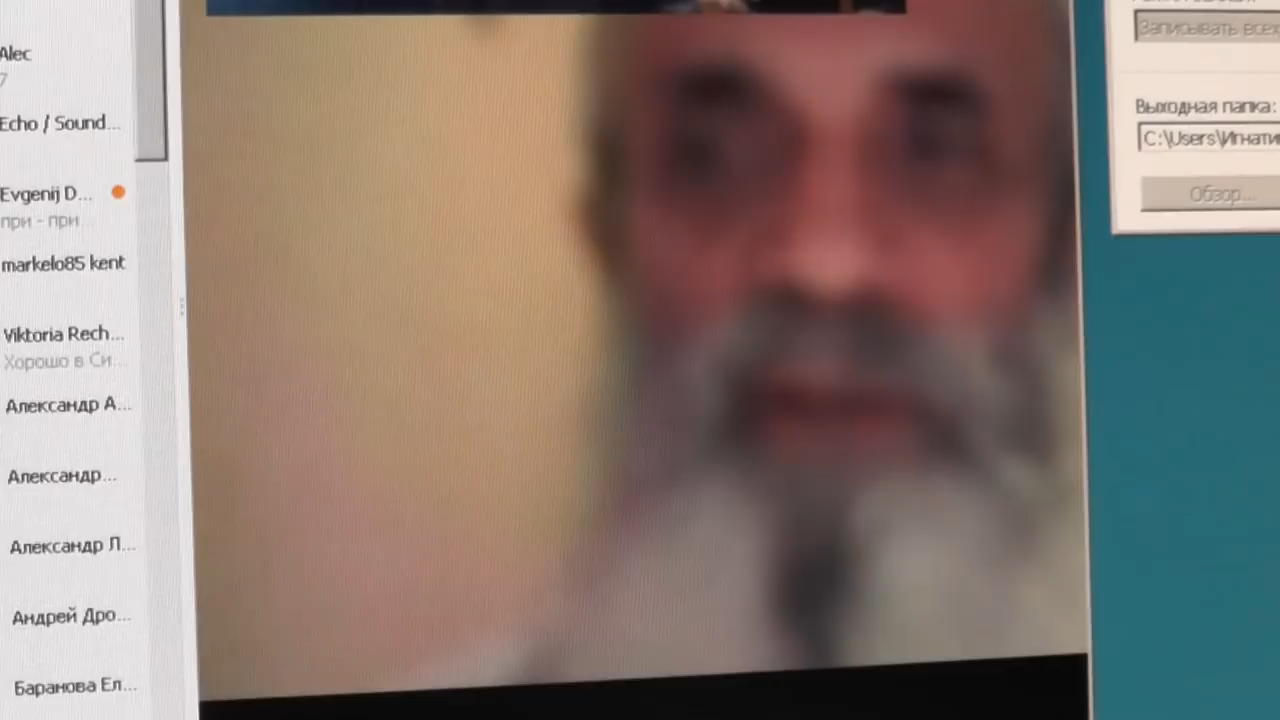 Alec
7
Echo / Sound...
Evgenij D...
при - при...
markelo85 kent
Viktoria Rech...
Хорошо в Си...
Александр А...
Александр...
Александр Л...
Андрей Дро...
Баранова Ел...
Записывать всех
Выходная папка:
C:\Users\Игнати
Обзор...